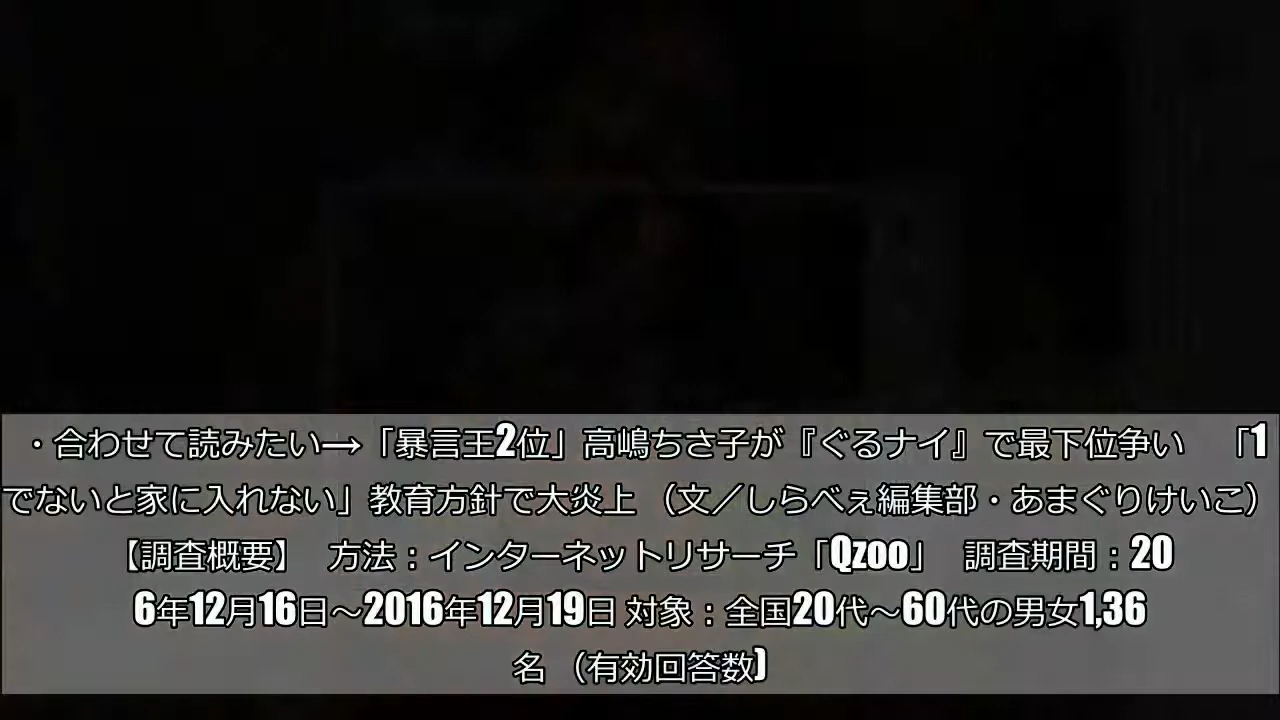 ・合わせて読みたい→「暴言王2位」高嶋ちさ子が『ぐるナイ』で最下位争い 「1
でないと家に入れない」教育方針で大炎上 （文／しらべぇ編集部・あまぐりけいこ）
【調査概要】 方法：インターネットリサーチ「Qzoo」 調査期間：20
6年12月16日～2016年12月19日 対象：全国20代～60代の男女1,36
名 （有効回答数)